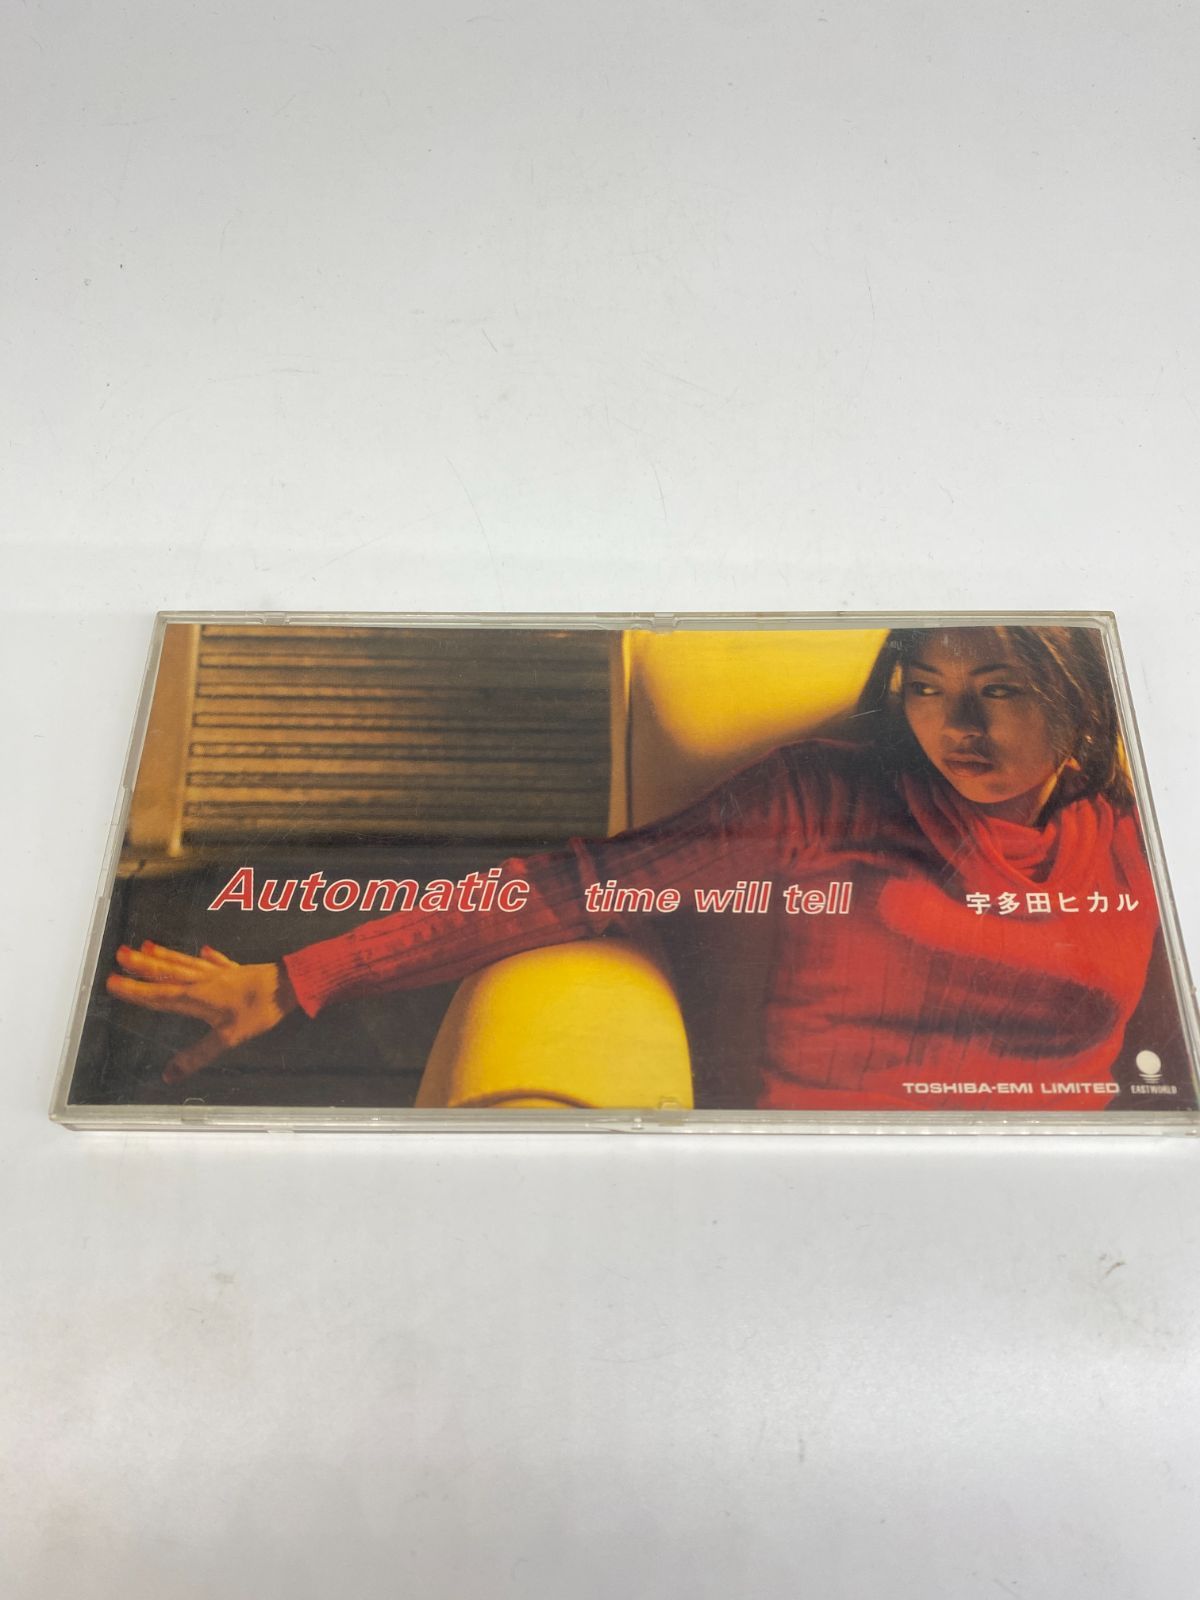 Automatic time will tell 宇多田ヒカル
TOSHIBA-EMI LIMITED
EASTWORLD